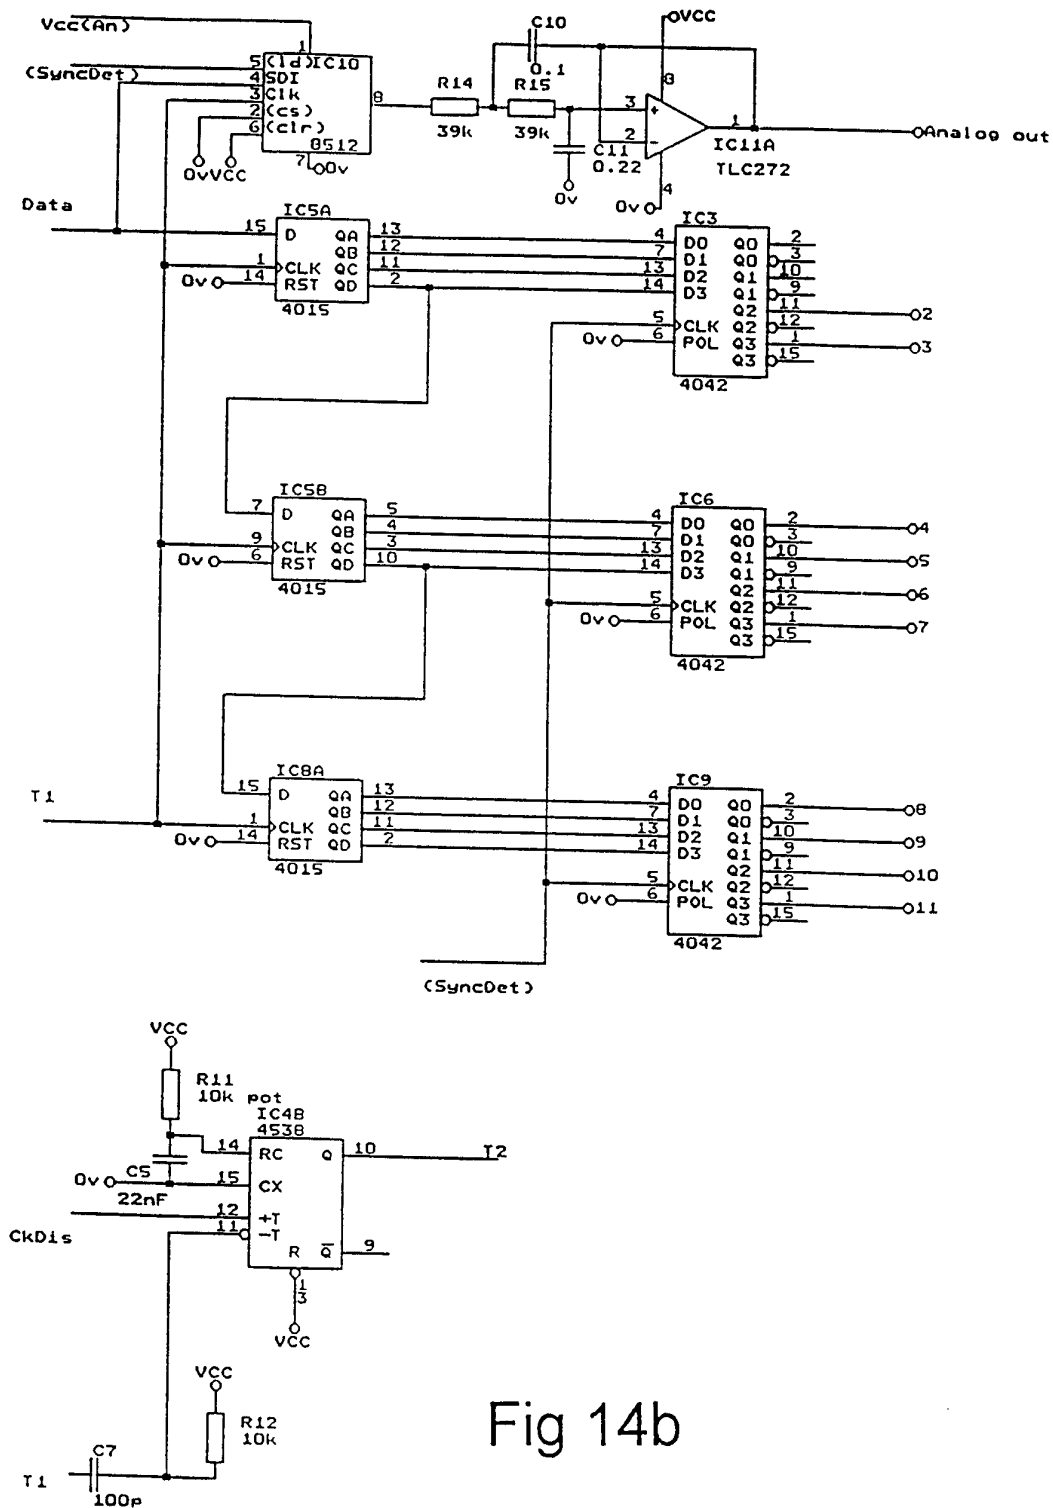 Vcc(An)
(SyncDet)
1
5 (ld) IC10
4 SDI
3 Clk
2 (cs)
6 (clr)
8512
8
7
0v
0v VCC
R14
39k
R15
39k
C10
0.1
C11
0.22
0v
VCC
8
3 +
2 -
1
4
0v
IC11A
TLC272
Analog out
Data
IC5A
15 D QA 13
QB 12
1 CLK QC 11
0v 14 RST QD 2
4015
IC3
4 D0 Q0 2
7 D1 Q0 3
13 D2 Q1 10
14 D3 Q1 9
Q2 11 2
5 CLK Q2 12
0v 6 POL Q3 1 3
Q3 15
4042
IC5B
7 D QA 5
QB 4
9 CLK QC 3
0v 6 RST QD 10
4015
IC6
4 D0 Q0 2 4
7 D1 Q0 3
13 D2 Q1 10 5
14 D3 Q1 9
Q2 11 6
5 CLK Q2 12
0v 6 POL Q3 1 7
Q3 15
4042
T1
IC8A
15 D QA 13
QB 12
1 CLK QC 11
0v 14 RST QD 2
4015
IC9
4 D0 Q0 2 8
7 D1 Q0 3
13 D2 Q1 10 9
14 D3 Q1 9
Q2 11 10
5 CLK Q2 12
0v 6 POL Q3 1 11
Q3 15
4042
(SyncDet)
VCC
R11
10k pot
IC4B
4538
14 RC Q 10
T2
C5
22nF
0v
15 CX
12 +T
11 -T
CkDis
R Q̅ 9
13
VCC
VCC
R12
10k
C7
T1
100p
Fig 14b